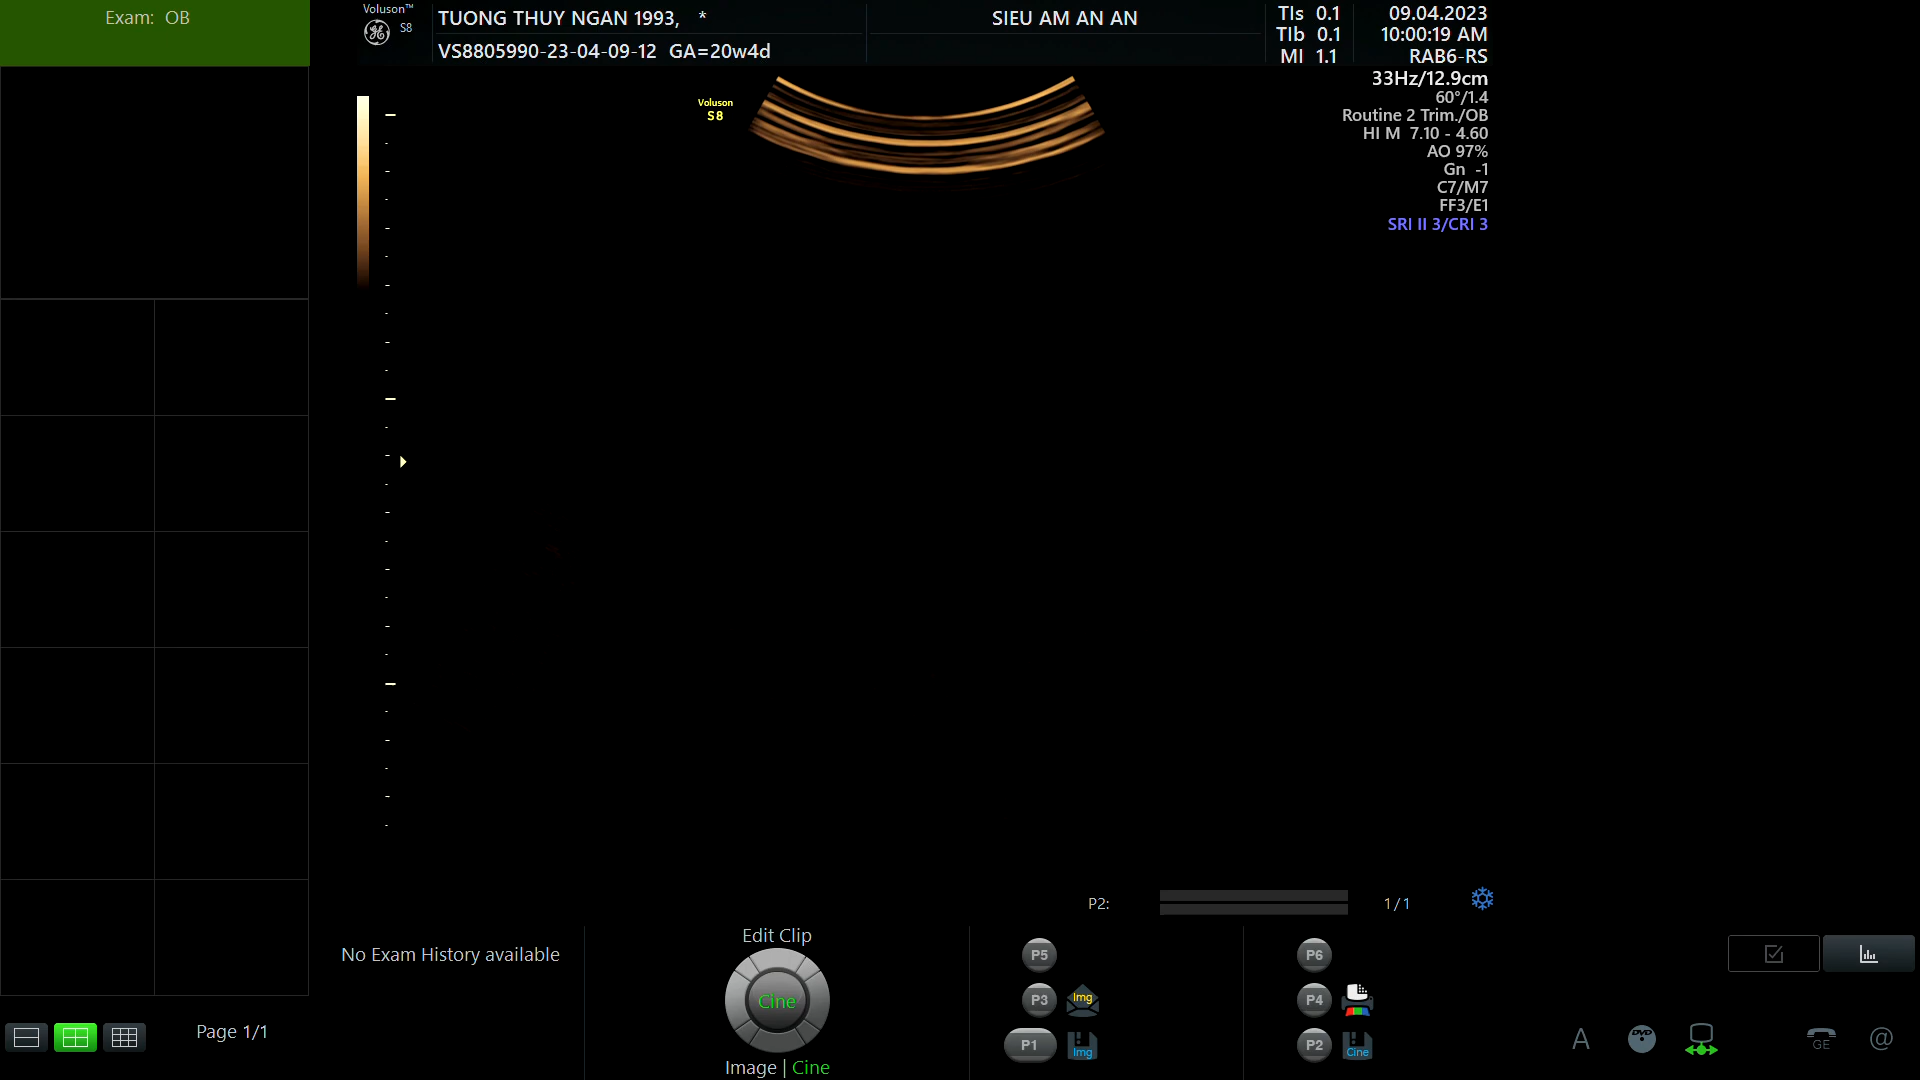 Exam: OB
Voluson™
S8
TUONG THUY NGAN 1993, *
VS8805990-23-04-09-12 GA=20w4d
SIEU AM AN AN
TIs 0.1
TIb 0.1
MI 1.1
09.04.2023
10:00:19 AM
RAB6-RS
33Hz/12.9cm
60°/1.4
Routine 2 Trim./OB
HI M 7.10 - 4.60
AO 97%
Gn -1
C7/M7
FF3/E1
SRI II 3/CRI 3
Voluson
S8
P2:
1/1
No Exam History available
Edit Clip
Cine
Image | Cine
P5
P3 Img
P1 Img
P6
P4
P2 Cine
Page 1/1
A
DVD
GE
@